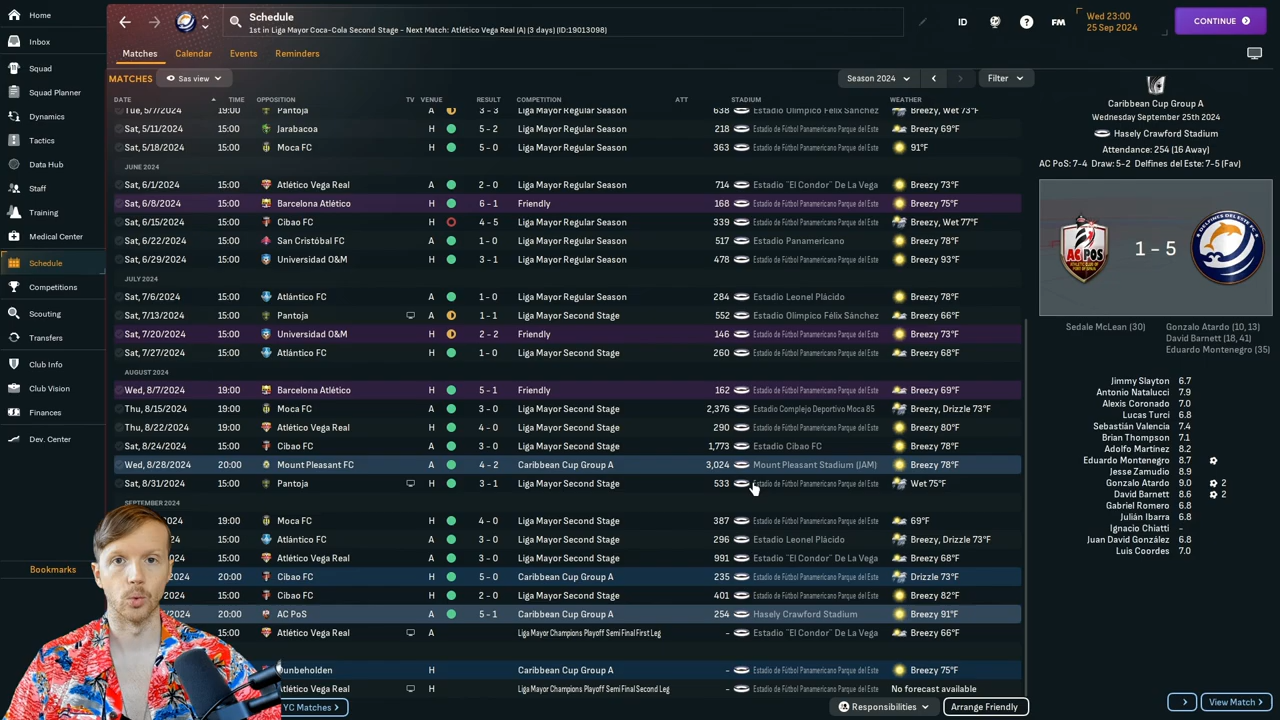 Home
Inbox
Squad
Squad Planner
Dynamics
Tactics
Data Hub
Staff
Training
Medical Center
Schedule
Competitions
Scouting
Transfers
Club Info
Club Vision
Finances
Dev. Center
Bookmarks
Schedule
1st in Liga Mayor Coca-Cola Second Stage - Next Match: Atlético Vega Real (A) (3 days) (ID:19013098)
ID
FM
Wed 23:00
25 Sep 2024
CONTINUE
Matches Calendar Events Reminders
MATCHES Sas view Season 2024 Filter
DATE TIME OPPOSITION TV VENUE RESULT COMPETITION ATT STADIUM WEATHER
Tue, 5/7/2024 19:00 Pantoja A 3 - 3 Liga Mayor Regular Season 638 Estadio Olímpico Félix Sánchez Breezy, Wet 73°F
Sat, 5/11/2024 15:00 Jarabacoa H 5 - 2 Liga Mayor Regular Season 218 Estadio de Fútbol Panamericano Parque del Este Breezy 69°F
Sat, 5/18/2024 15:00 Moca FC H 5 - 0 Liga Mayor Regular Season 363 Estadio de Fútbol Panamericano Parque del Este 91°F
JUNE 2024
Sat, 6/1/2024 15:00 Atlético Vega Real A 2 - 0 Liga Mayor Regular Season 714 Estadio ¨El Condor¨ De La Vega Breezy 73°F
Sat, 6/8/2024 15:00 Barcelona Atlético H 6 - 1 Friendly 168 Estadio de Fútbol Panamericano Parque del Este Breezy 75°F
Sat, 6/15/2024 15:00 Cibao FC H 4 - 5 Liga Mayor Regular Season 339 Estadio de Fútbol Panamericano Parque del Este Breezy, Wet 77°F
Sat, 6/22/2024 15:00 San Cristóbal FC A 1 - 0 Liga Mayor Regular Season 517 Estadio Panamericano Breezy 78°F
Sat, 6/29/2024 15:00 Universidad O&M H 3 - 1 Liga Mayor Regular Season 478 Estadio de Fútbol Panamericano Parque del Este Breezy 93°F
JULY 2024
Sat, 7/6/2024 15:00 Atlántico FC A 1 - 0 Liga Mayor Regular Season 284 Estadio Leonel Plácido Breezy 78°F
Sat, 7/13/2024 15:00 Pantoja A 1 - 1 Liga Mayor Second Stage 552 Estadio Olímpico Félix Sánchez Breezy 66°F
Sat, 7/20/2024 15:00 Universidad O&M H 2 - 2 Friendly 146 Estadio de Fútbol Panamericano Parque del Este Breezy 73°F
Sat, 7/27/2024 15:00 Atlántico FC H 1 - 0 Liga Mayor Second Stage 260 Estadio de Fútbol Panamericano Parque del Este Breezy 68°F
AUGUST 2024
Wed, 8/7/2024 19:00 Barcelona Atlético H 5 - 1 Friendly 162 Estadio de Fútbol Panamericano Parque del Este Breezy 69°F
Thu, 8/15/2024 19:00 Moca FC A 3 - 0 Liga Mayor Second Stage 2,376 Estadio Complejo Deportivo Moca 85 Breezy, Drizzle 73°F
Thu, 8/22/2024 19:00 Atlético Vega Real H 4 - 0 Liga Mayor Second Stage 290 Estadio de Fútbol Panamericano Parque del Este Breezy 80°F
Sat, 8/24/2024 15:00 Cibao FC A 3 - 0 Liga Mayor Second Stage 1,773 Estadio Cibao FC Breezy 78°F
Wed, 8/28/2024 20:00 Mount Pleasant FC A 4 - 2 Caribbean Cup Group A 3,024 Mount Pleasant Stadium (JAM) Breezy 78°F
Sat, 8/31/2024 15:00 Pantoja H 3 - 1 Liga Mayor Second Stage 533 Estadio de Fútbol Panamericano Parque del Este Wet 75°F
SEPTEMBER 2024
19:00 Moca FC H 4 - 0 Liga Mayor Second Stage 387 Estadio de Fútbol Panamericano Parque del Este 69°F
15:00 Atlántico FC A 3 - 0 Liga Mayor Second Stage 296 Estadio Leonel Plácido Breezy, Drizzle 73°F
15:00 Atlético Vega Real A 3 - 0 Liga Mayor Second Stage 991 Estadio ¨El Condor¨ De La Vega Breezy 68°F
20:00 Cibao FC H 5 - 0 Caribbean Cup Group A 235 Estadio de Fútbol Panamericano Parque del Este Drizzle 73°F
15:00 Cibao FC H 2 - 0 Liga Mayor Second Stage 401 Estadio de Fútbol Panamericano Parque del Este Breezy 82°F
20:00 AC PoS A 5 - 1 Caribbean Cup Group A 254 Hasely Crawford Stadium Breezy 91°F
15:00 Atlético Vega Real A Liga Mayor Champions Playoff Semi Final First Leg - Estadio ¨El Condor¨ De La Vega Breezy 66°F
Dunbeholden H Caribbean Cup Group A - Estadio de Fútbol Panamericano Parque del Este Breezy 75°F
Atlético Vega Real H Liga Mayor Champions Playoff Semi Final Second Leg - Estadio de Fútbol Panamericano Parque del Este No forecast available
YC Matches Responsibilities Arrange Friendly
Caribbean Cup Group A
Wednesday September 25th 2024
Hasely Crawford Stadium
Attendance: 254 (16 Away)
AC PoS: 7-4 Draw: 5-2 Delfines del Este: 7-5 (Fav)
AC POS
1 - 5
Sedale McLean (30)
Gonzalo Atardo (10, 13)
David Barnett (18, 41)
Eduardo Montenegro (35)
Jimmy Slayton 6.7
Antonio Natalucci 7.9
Alexis Coronado 7.0
Lucas Turci 6.8
Sebastián Valencia 7.4
Brian Thompson 7.1
Adolfo Martínez 8.2
Eduardo Montenegro 8.7
Jesse Zamudio 8.9
Gonzalo Atardo 9.0 2
David Barnett 8.6 2
Gabriel Romero 6.8
Julián Ibarra 6.8
Ignacio Chiatti -
Juan David González 6.8
Luis Coordes 7.0
View Match